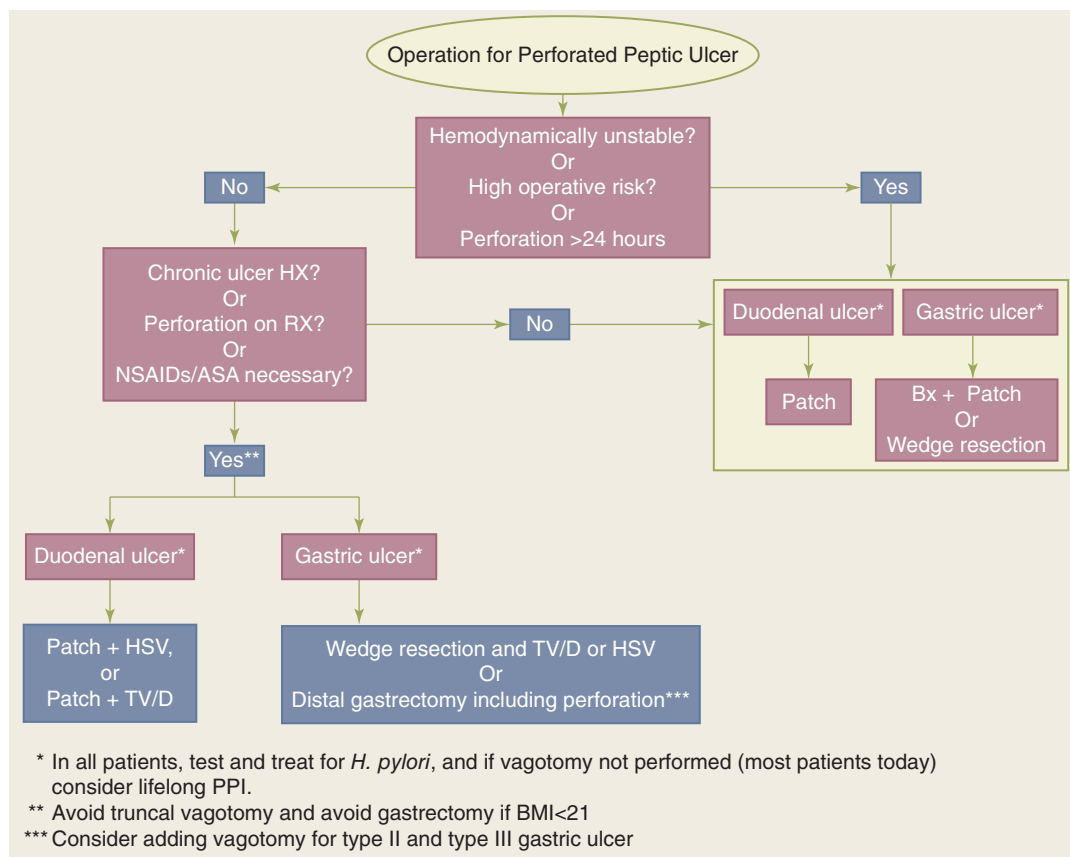 Operation for Perforated Peptic Ulcer
Hemodynamically unstable?
Or
High operative risk?
Or
Perforation >24 hours
No
Yes
Chronic ulcer HX?
Or
Perforation on RX?
Or
NSAIDs/ASA necessary?
No
Duodenal ulcer*
Gastric ulcer*
Patch
Bx + Patch
Or
Wedge resection
Yes**
Duodenal ulcer*
Gastric ulcer*
Patch + HSV,
or
Patch + TV/D
Wedge resection and TV/D or HSV
Or
Distal gastrectomy including perforation***
* In all patients, test and treat for H. pylori, and if vagotomy not performed (most patients today)
consider lifelong PPI.
** Avoid truncal vagotomy and avoid gastrectomy if BMI<21
*** Consider adding vagotomy for type II and type III gastric ulcer